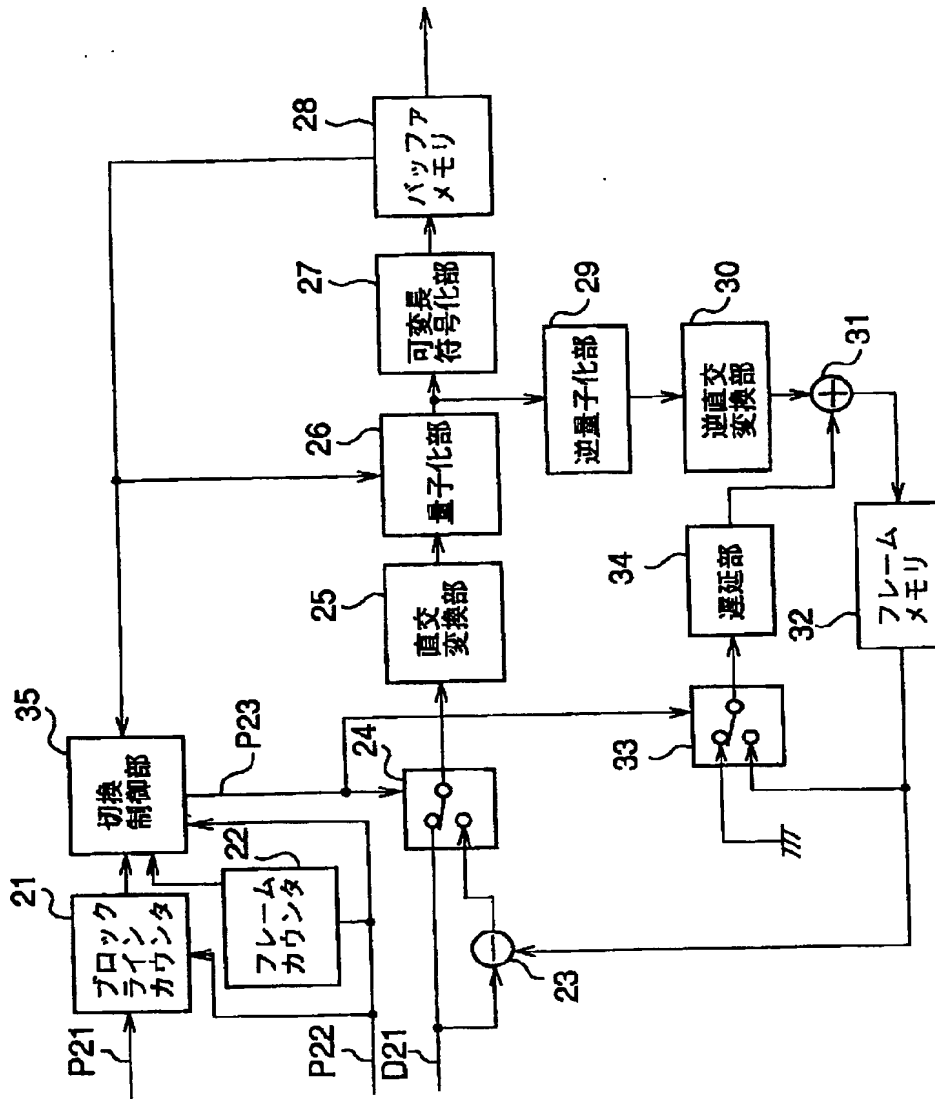 P21
21
ブロック
ライン
カウンタ
22
フレーム
カウンタ
35
切換
制御部
P23
P22
D21
23
24
25
直交
変換部
26
量子化部
27
可変長
符号化部
28
バッファ
メモリ
29
逆量子化部
30
逆直交
変換部
31
32
フレーム
メモリ
33
34
遅延部